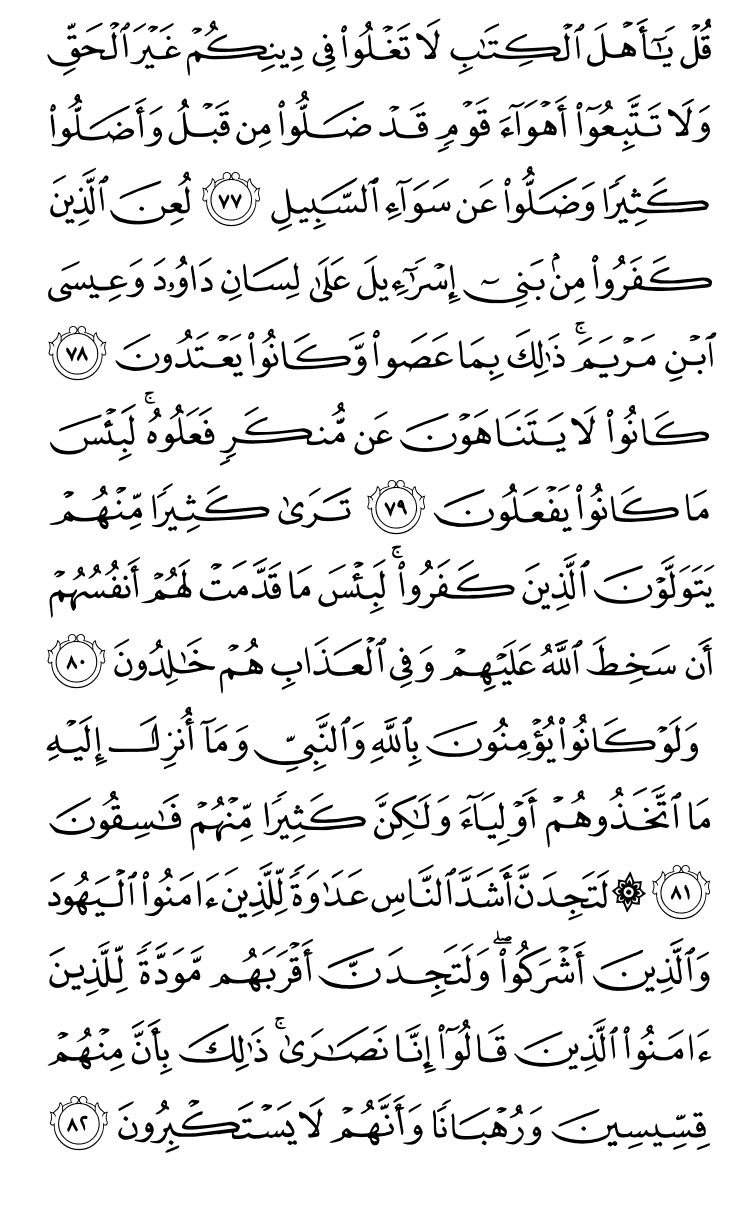 قُلۡ يَٰٓأَهۡلَ ٱلۡكِتَٰبِ لَا تَغۡلُواْ فِي دِينِكُمۡ غَيۡرَ ٱلۡحَقِّ
وَلَا تَتَّبِعُوٓاْ أَهۡوَآءَ قَوۡمٖ قَدۡ ضَلُّواْ مِن قَبۡلُ وَأَضَلُّواْ
كَثِيرٗا وَضَلُّواْ عَن سَوَآءِ ٱلسَّبِيلِ ٧٧ لُعِنَ ٱلَّذِينَ
كَفَرُواْ مِنۢ بَنِيٓ إِسۡرَٰٓءِيلَ عَلَىٰ لِسَانِ دَاوُۥدَ وَعِيسَى
ٱبۡنِ مَرۡيَمَۚ ذَٰلِكَ بِمَا عَصَواْ وَّكَانُواْ يَعۡتَدُونَ ٧٨
كَانُواْ لَا يَتَنَاهَوۡنَ عَن مُّنكَرٖ فَعَلُوهُۚ لَبِئۡسَ
مَا كَانُواْ يَفۡعَلُونَ ٧٩ تَرَىٰ كَثِيرٗا مِّنۡهُمۡ
يَتَوَلَّوۡنَ ٱلَّذِينَ كَفَرُواْۚ لَبِئۡسَ مَا قَدَّمَتۡ لَهُمۡ أَنفُسُهُمۡ
أَن سَخِطَ ٱللَّهُ عَلَيۡهِمۡ وَفِي ٱلۡعَذَابِ هُمۡ خَٰلِدُونَ ٨٠
وَلَوۡ كَانُواْ يُؤۡمِنُونَ بِٱللَّهِ وَٱلنَّبِيِّ وَمَآ أُنزِلَ إِلَيۡهِ
مَا ٱتَّخَذُوهُمۡ أَوۡلِيَآءَ وَلَٰكِنَّ كَثِيرٗا مِّنۡهُمۡ فَٰسِقُونَ
٨١ ۞ لَتَجِدَنَّ أَشَدَّ ٱلنَّاسِ عَدَٰوَةٗ لِّلَّذِينَ ءَامَنُواْ ٱلۡيَهُودَ
وَٱلَّذِينَ أَشۡرَكُواْۖ وَلَتَجِدَنَّ أَقۡرَبَهُم مَّوَدَّةٗ لِّلَّذِينَ
ءَامَنُواْ ٱلَّذِينَ قَالُوٓاْ إِنَّا نَصَٰرَىٰۚ ذَٰلِكَ بِأَنَّ مِنۡهُمۡ
قِسِّيسِينَ وَرُهۡبَانٗا وَأَنَّهُمۡ لَا يَسۡتَكۡبِرُونَ ٨٢